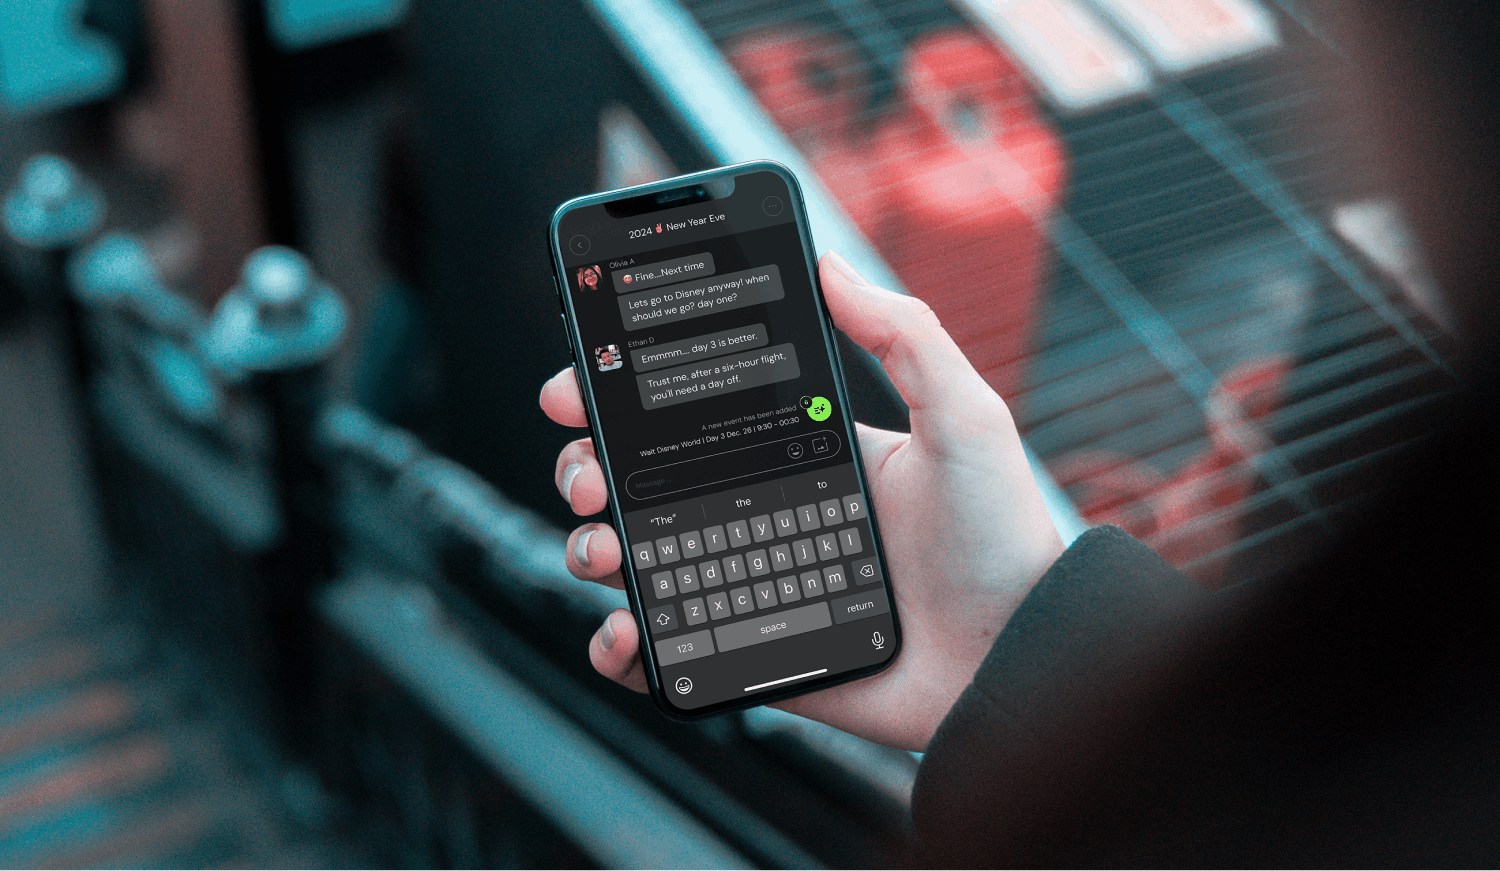 2024 ✌️ New Year Eve
Olivia A
😡 Fine....Next time
Lets go to Disney anyway! when
should we go? day one?
Ethan D
Emmmm.... day 3 is better.
Trust me, after a six-hour flight,
you'll need a day off.
A new event has been added
Walt Disney World | Day 3 Dec. 26 | 9:30 - 00:30
Message...
"The" the to
q w e r t y u i o p
a s d f g h j k l
z x c v b n m
123 space return